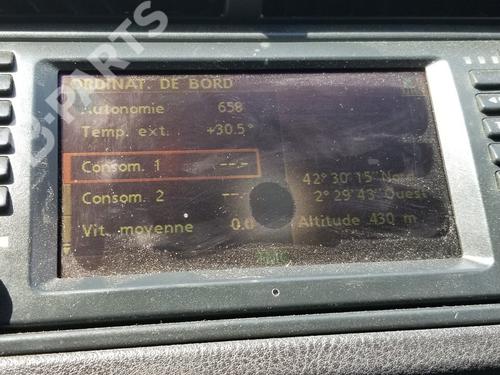 ORDINAT. DE BORD
Autonomie 658
Temp. ext. +30.5°
Consom. 1 --.-
Consom. 2 --.
Vit. moyenne 0.0
42° 30' 15" Nord
2° 29' 43" Ouest
Altitude 430 m
B-PARTS